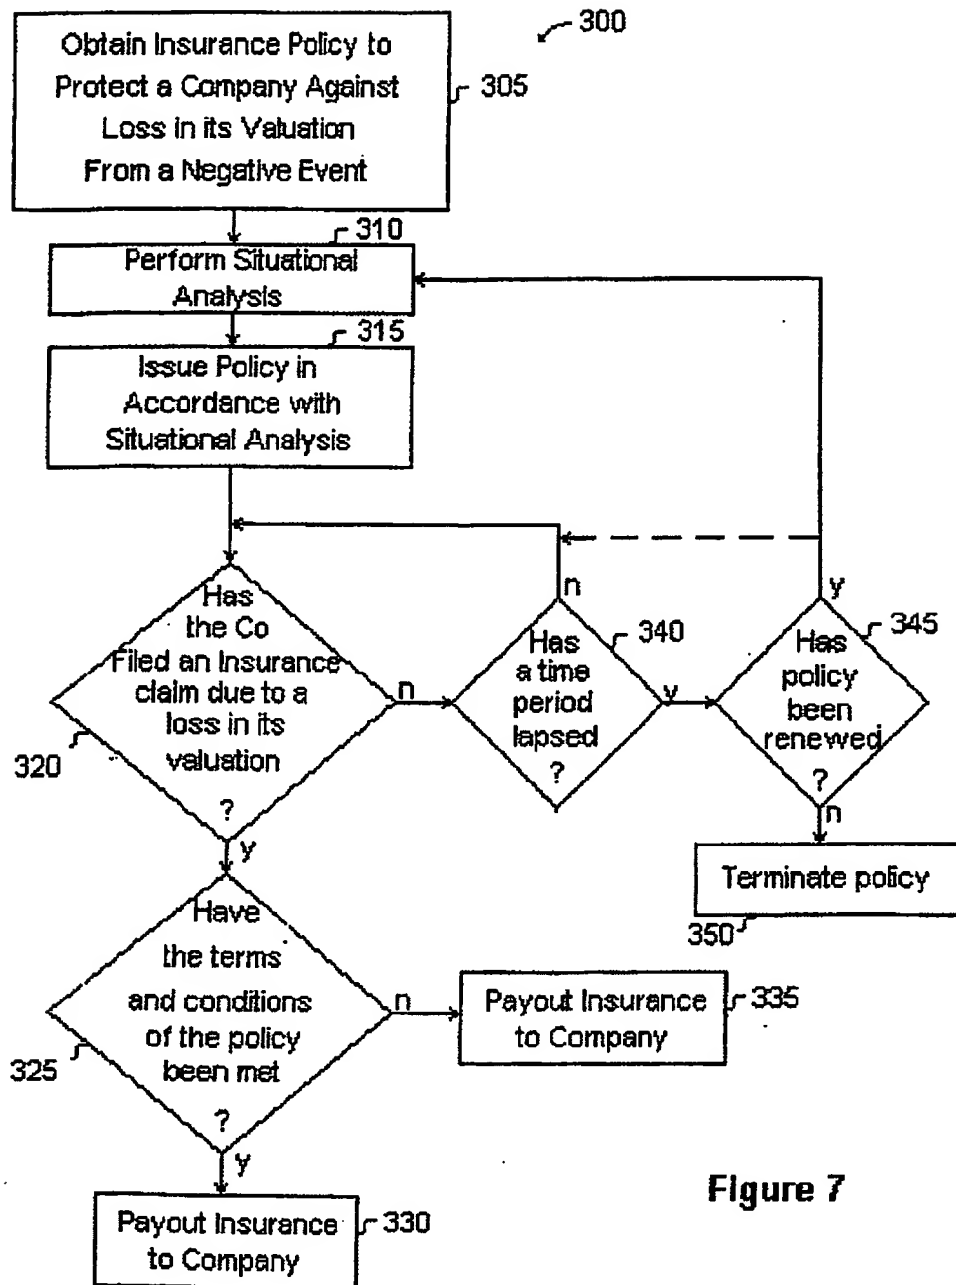 300
Obtain Insurance Policy to
Protect a Company Against
Loss in its Valuation
From a Negative Event
305
310
Perform Situational
Analysis
315
Issue Policy in
Accordance with
Situational Analysis
Has
the Co
Filed an Insurance
claim due to a
loss in its
valuation
?
320
n
y
Has
a time
period
lapsed
?
340
n
y
Has
policy
been
renewed
?
345
y
n
Terminate policy
350
Have
the terms
and conditions
of the policy
been met
?
325
n
y
Payout Insurance
to Company
335
Payout Insurance
to Company
330
Figure 7